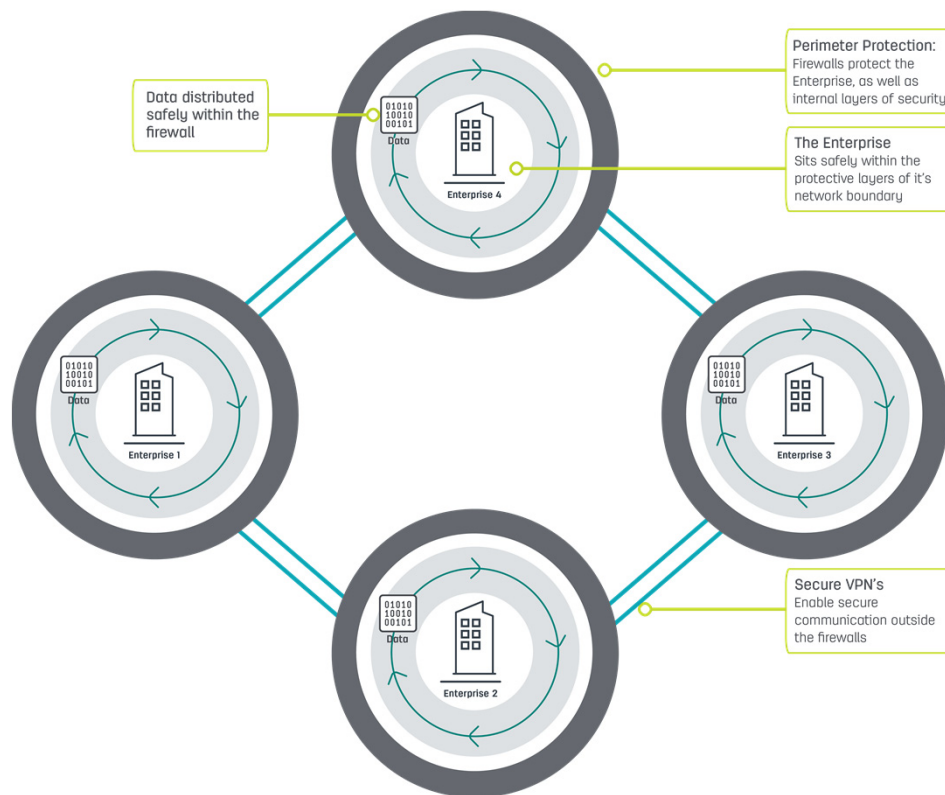 Perimeter Protection:
Firewalls protect the
Enterprise, as well as
internal layers of security
Data distributed
safely within the
firewall
01010
10010
00101
Data
Enterprise 4
The Enterprise
Sits safely within the
protective layers of it's
network boundary
01010
10010
00101
Data
Enterprise 1
01010
10010
00101
Data
Enterprise 3
01010
10010
00101
Data
Enterprise 2
Secure VPN's
Enable secure
communication outside
the firewalls